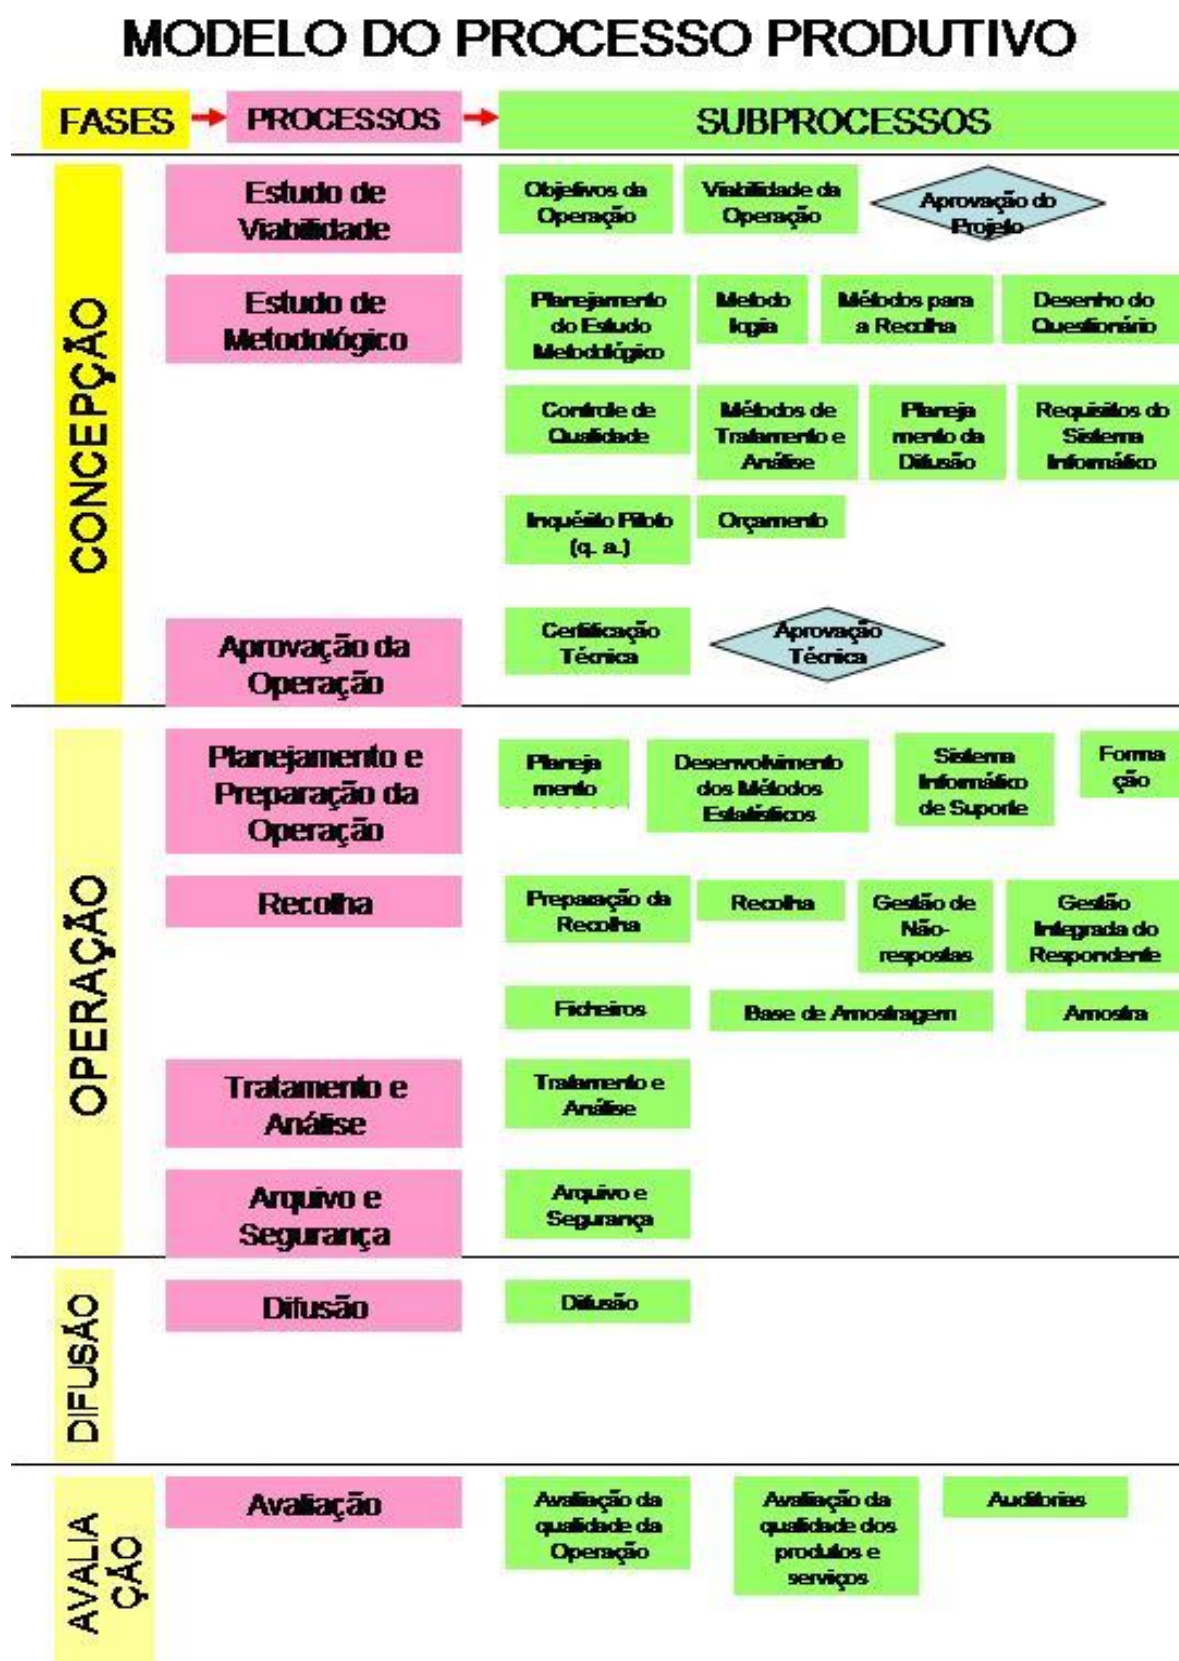 MODELO DO PROCESSO PRODUTIVO
FASES
PROCESSOS
SUBPROCESSOS
CONCEPÇÃO
Estudo de
Viabilidade
Objetivos da
Operação
Viabilidade da
Operação
Aprovação do
Projeto
Estudo de
Metodológico
Planejamento
do Estudo
Metodológico
Metodo
logia
Métodos para
a Recolha
Desenho do
Questionário
Controle de
Qualidade
Métodos de
Tratamento e
Análise
Planeja
mento da
Difusão
Requisitos do
Sistema
Informático
Inquérito Piloto
(q. a.)
Orçamento
Aprovação da
Operação
Certificação
Técnica
Aprovação
Técnica
OPERAÇÃO
Planejamento e
Preparação da
Operação
Planeja
mento
Desenvolvimento
dos Métodos
Estatísticos
Sistema
Informático
de Suporte
Forma
ção
Recolha
Preparação da
Recolha
Recolha
Gestão de
Não-
respostas
Gestão
Integrada do
Respondente
Ficheiros
Base de Amostragem
Amostra
Tratamento e
Análise
Tratamento e
Análise
Arquivo e
Segurança
Arquivo e
Segurança
DIFUSÃO
Difusão
Difusão
AVALIA
ÇÃO
Avaliação
Avaliação da
qualidade da
Operação
Avaliação da
qualidade dos
produtos e
serviços
Auditorias